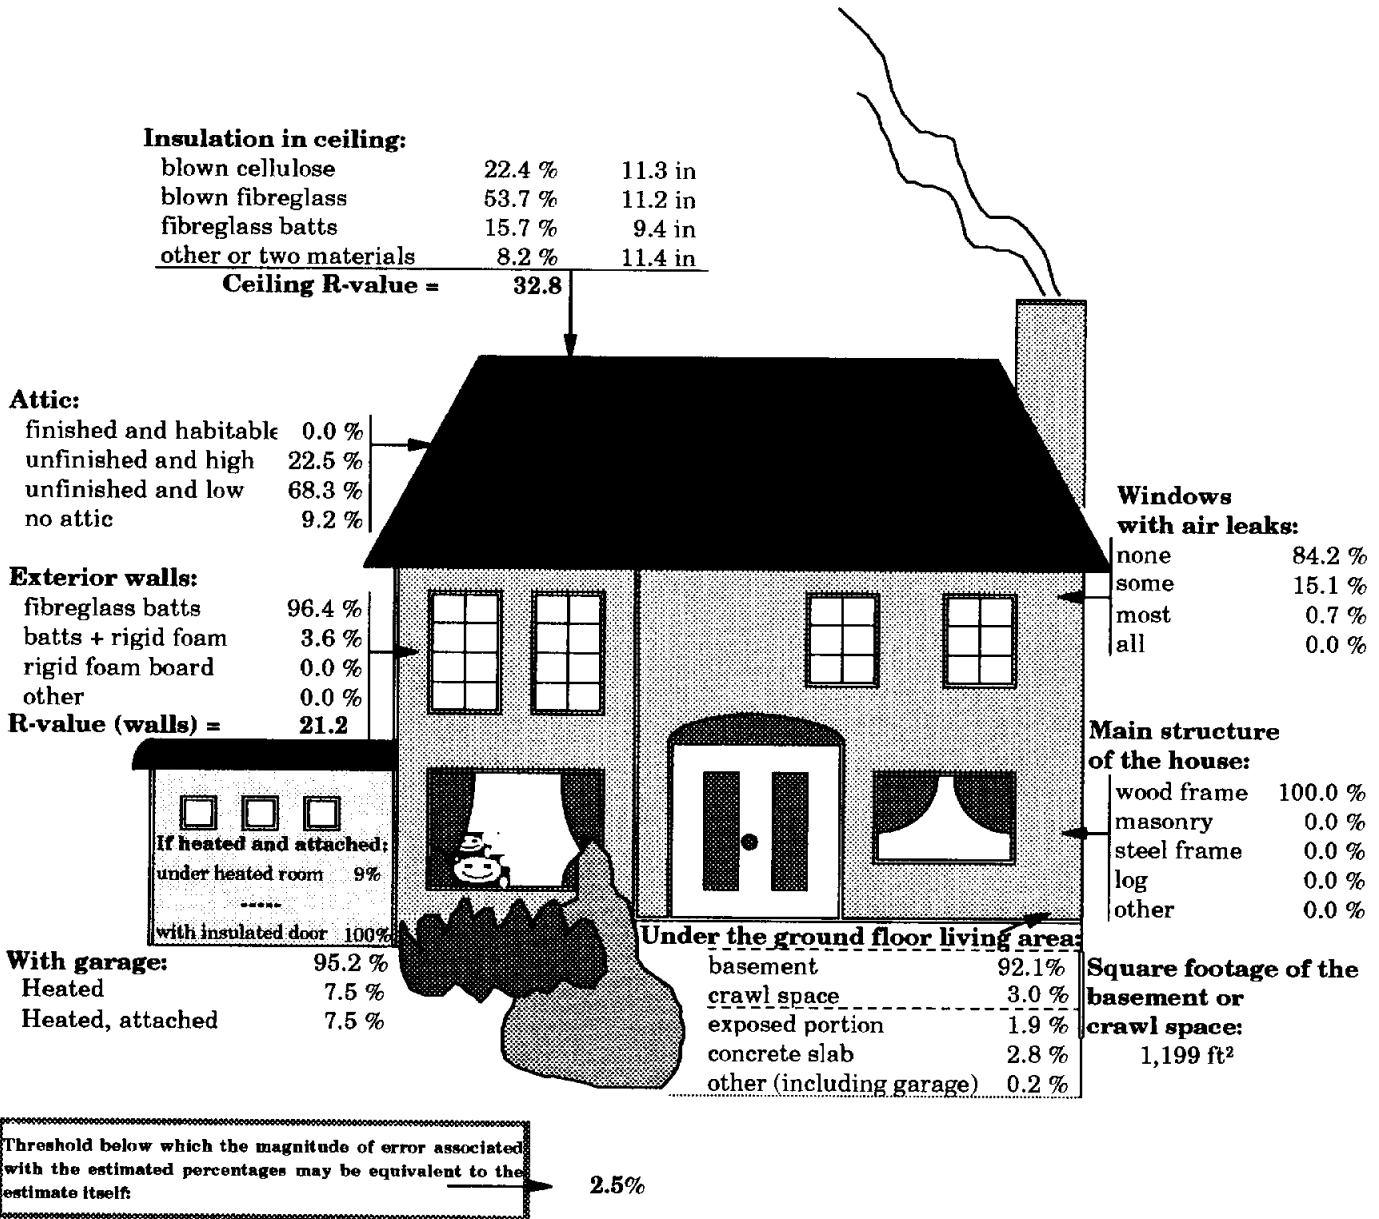 Insulation in ceiling:
blown cellulose 22.4 % 11.3 in
blown fibreglass 53.7 % 11.2 in
fibreglass batts 15.7 % 9.4 in
other or two materials 8.2 % 11.4 in
Ceiling R-value = 32.8
Attic:
finished and habitable 0.0 %
unfinished and high 22.5 %
unfinished and low 68.3 %
no attic 9.2 %
Exterior walls:
fibreglass batts 96.4 %
batts + rigid foam 3.6 %
rigid foam board 0.0 %
other 0.0 %
R-value (walls) = 21.2
Windows
with air leaks:
none 84.2 %
some 15.1 %
most 0.7 %
all 0.0 %
Main structure
of the house:
wood frame 100.0 %
masonry 0.0 %
steel frame 0.0 %
log 0.0 %
other 0.0 %
If heated and attached:
under heated room 9%
-----
with insulated door 100%
With garage: 95.2 %
Heated 7.5 %
Heated, attached 7.5 %
Under the ground floor living area:
basement 92.1%
crawl space 3.0 %
exposed portion 1.9 %
concrete slab 2.8 %
other (including garage) 0.2 %
Square footage of the
basement or
crawl space:
1,199 ft²
Threshold below which the magnitude of error associated
with the estimated percentages may be equivalent to the
estimate itself:
2.5%